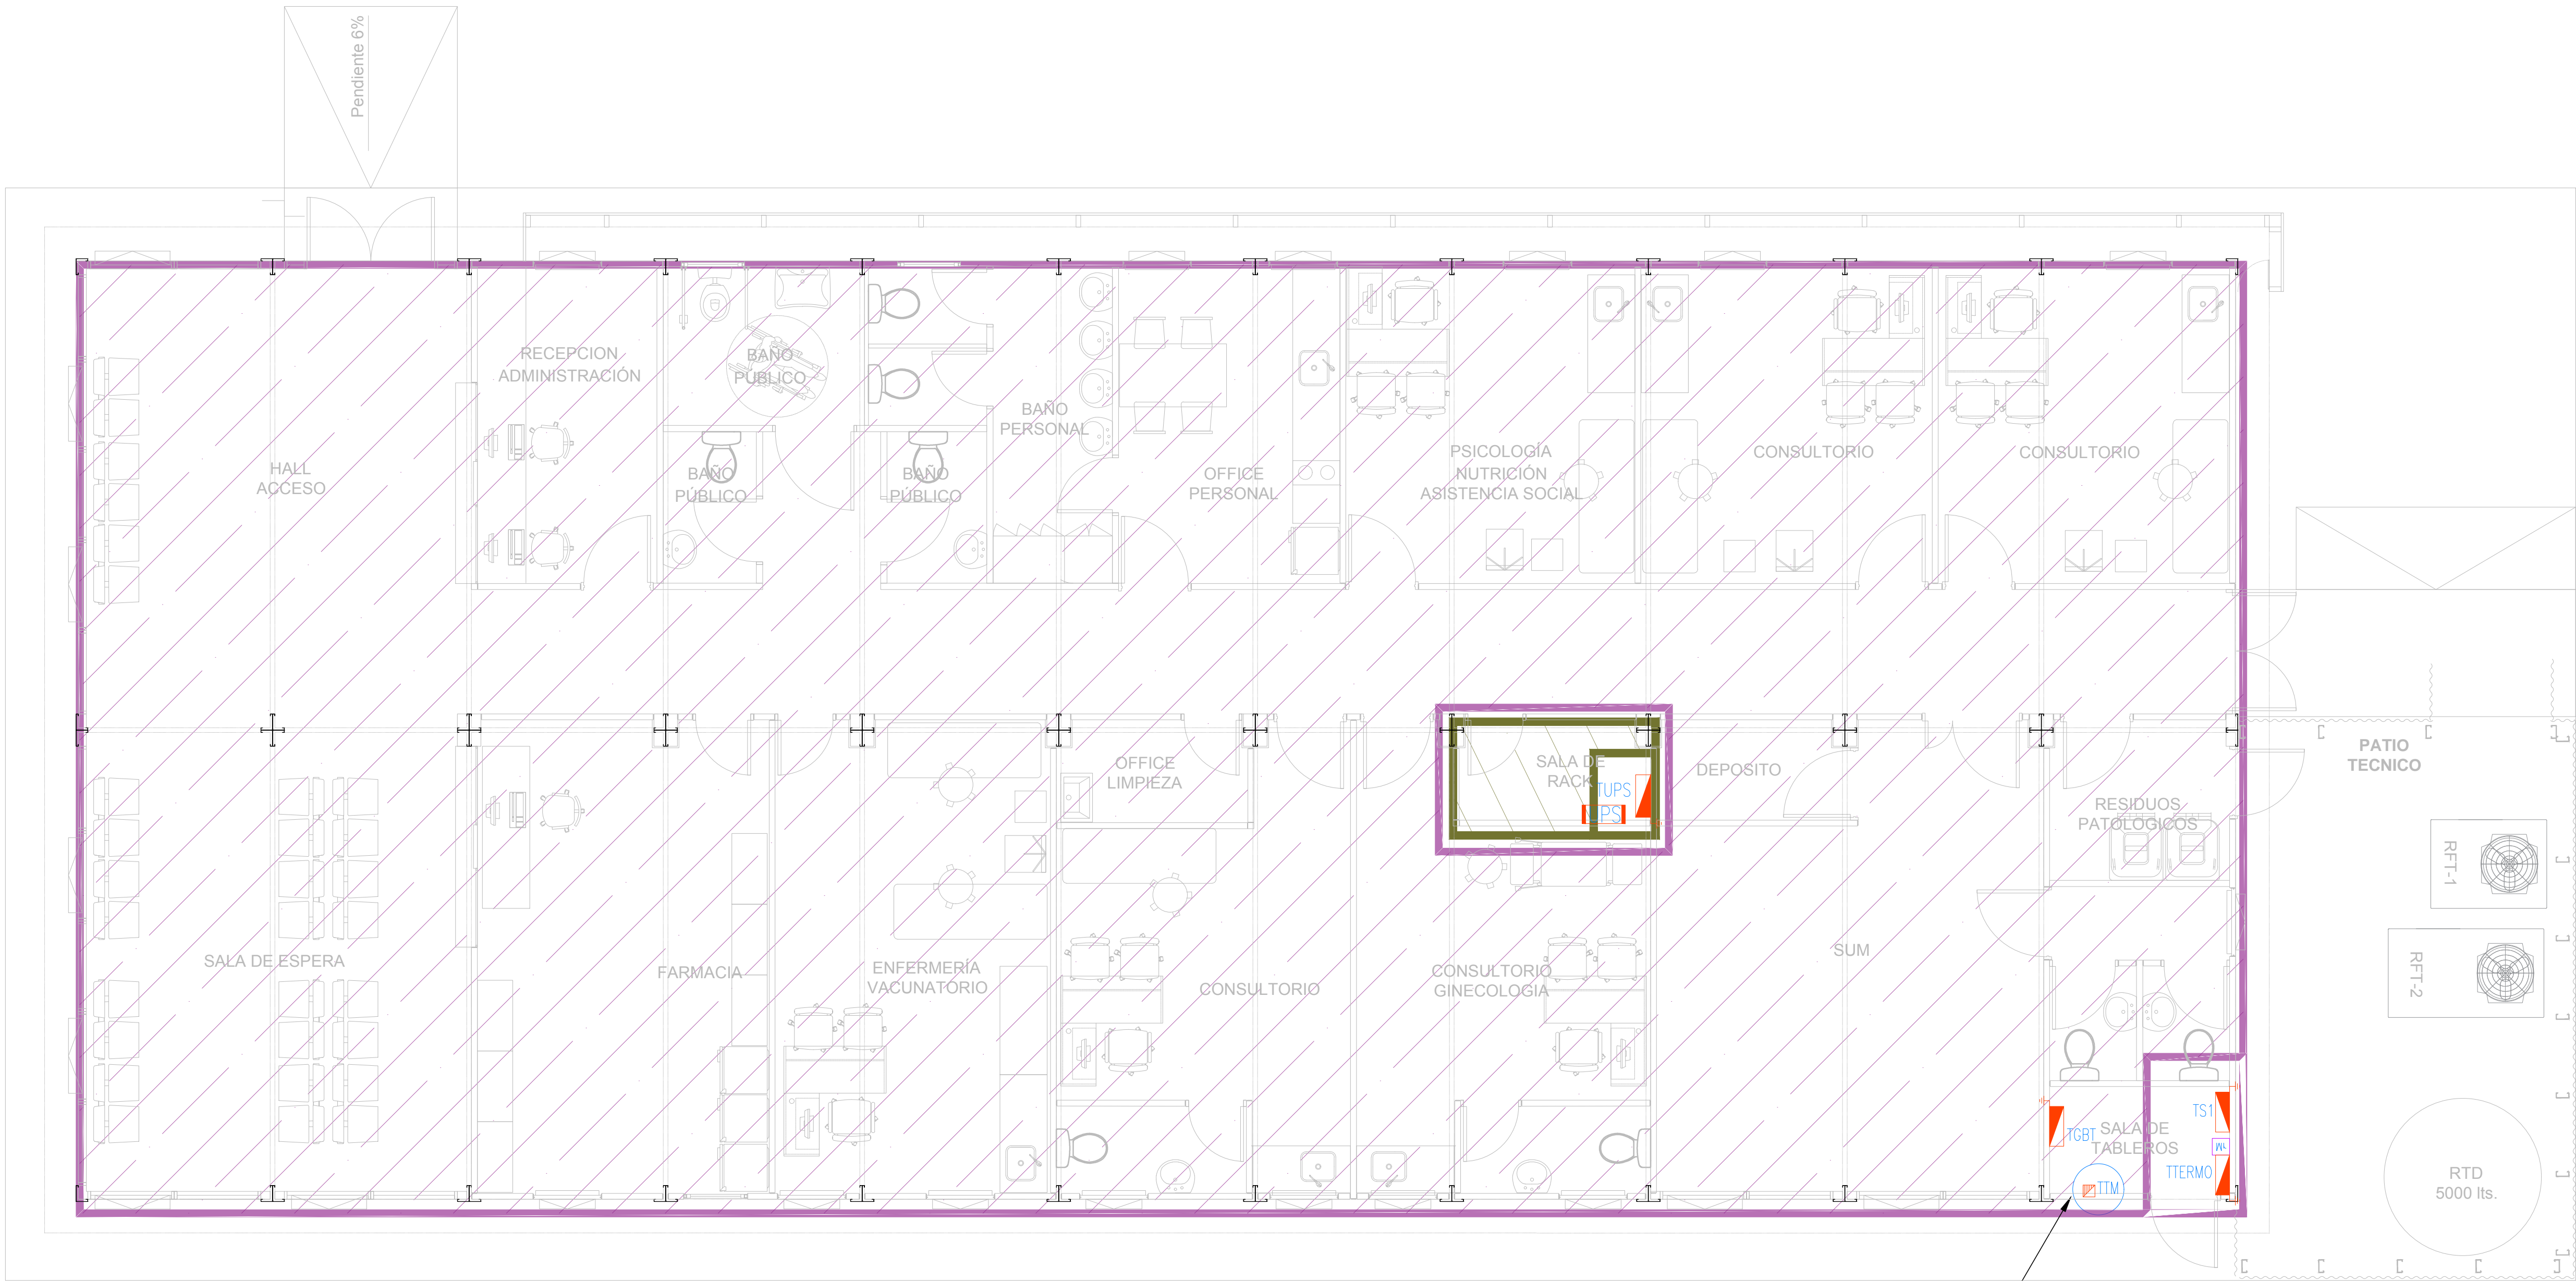 Pendiente 6%
RECEPCION
ADMINISTRACIÓN
BAÑO
PÚBLICO
BAÑO
PERSONAL
HALL
ACCESO
BAÑO
PÚBLICO
BAÑO
PÚBLICO
OFFICE
PERSONAL
PSICOLOGÍA
NUTRICIÓN
ASISTENCIA SOCIAL
CONSULTORIO
CONSULTORIO
OFFICE
LIMPIEZA
SALA DE
RACK
TUPS
UPS
DEPOSITO
PATIO
TECNICO
RESIDUOS
PATOLOGICOS
RFT-1
RFT-2
SALA DE ESPERA
FARMACIA
ENFERMERÍA
VACUNATORIO
CONSULTORIO
CONSULTORIO
GINECOLOGIA
SUM
TS1
TGBT
SALA DE
TABLEROS
TTERMO
TTM
RTD
5000 lts.